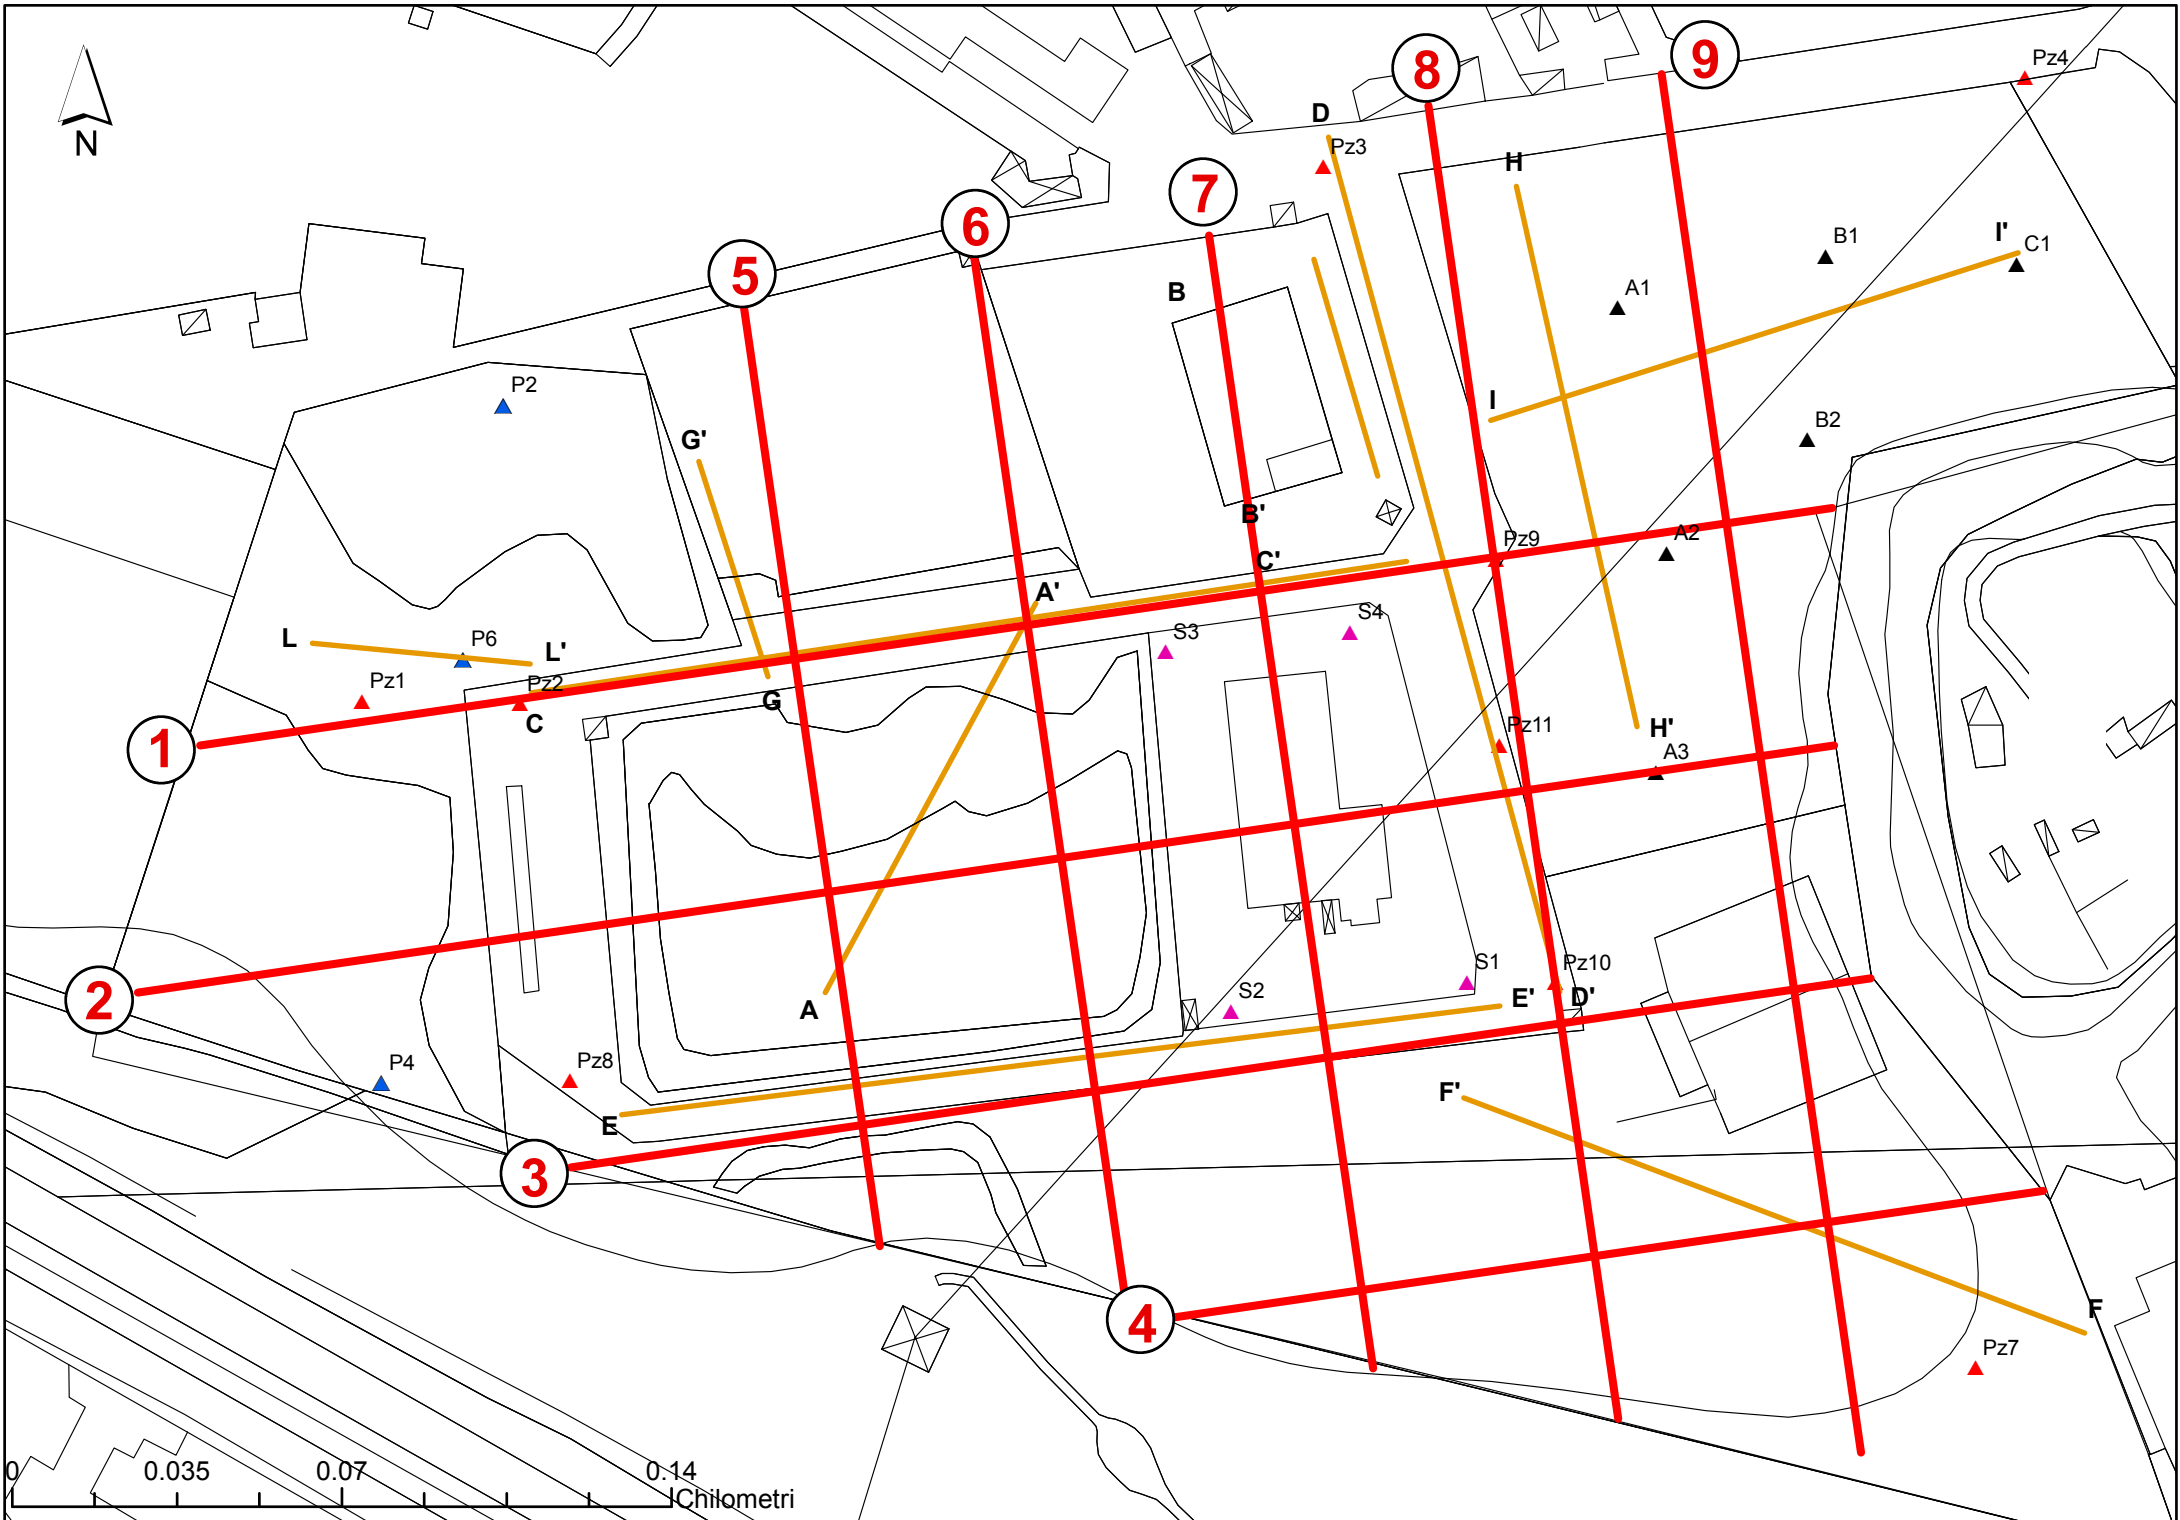 9
8
Pz4
D
N
Pz3
H
7
6
I'
B1
C1
5
B
A1
P2
I
G'
B2
B'
A2
Pz9
C'
A'
S4
L
P6
L'
S3
Pz1
Pz2
G
C
H'
Pz11
1
A3
Pz10
S1
2
S2
E'
D'
A
P4
Pz8
F'
E
3
F
4
Pz7
0 0.035 0.07 0.14
Chilometri